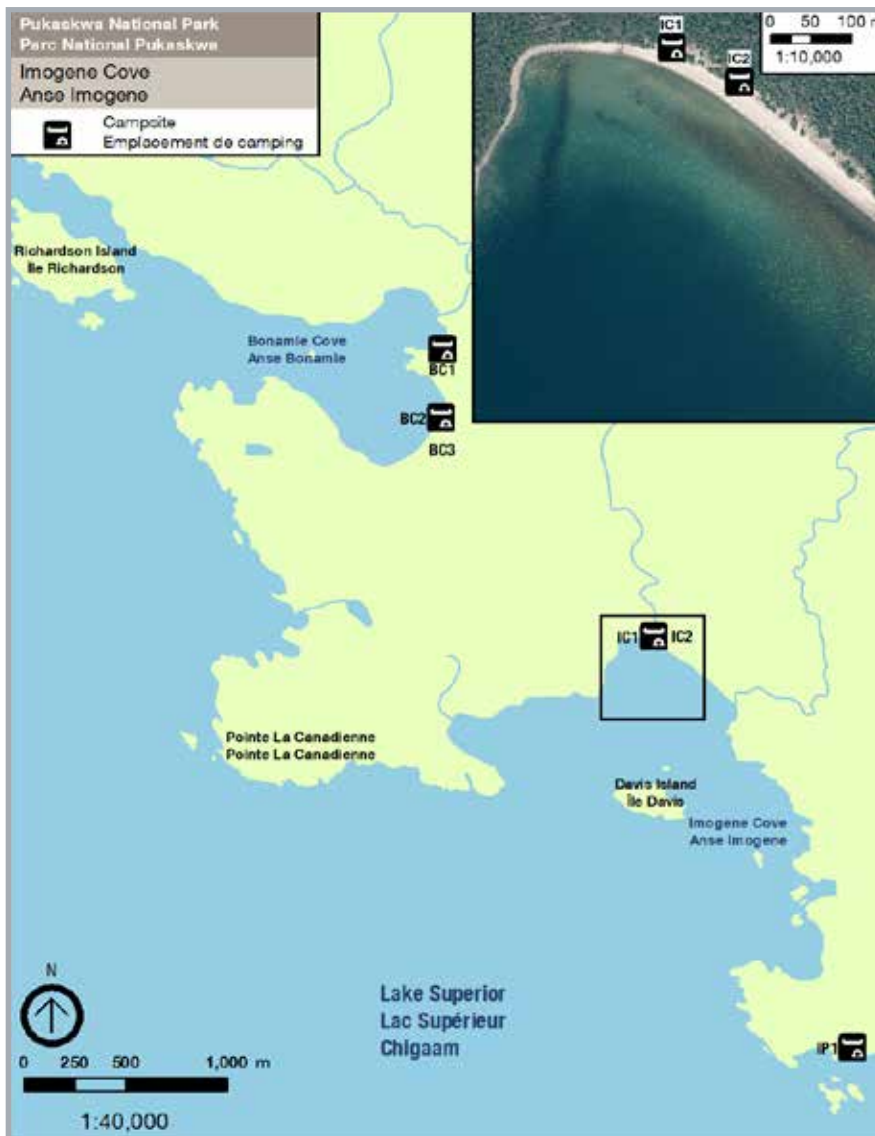 Pukaskwa National Park
Parc National Pukaskwa
Imogene Cove
Anse Imogene
Campsite
Emplacement de camping
IC1
IC2
0 50 100 m
1:10,000
Richardson Island
Île Richardson
Bonamie Cove
Anse Bonamie
BC1
BC2
BC3
IC1
IC2
Pointe La Canadienne
Pointe La Canadienne
Davis Island
Île Davis
Imogene Cove
Anse Imogene
N
Lake Superior
Lac Supérieur
Chigaam
IP1
0 250 500 1,000 m
1:40,000